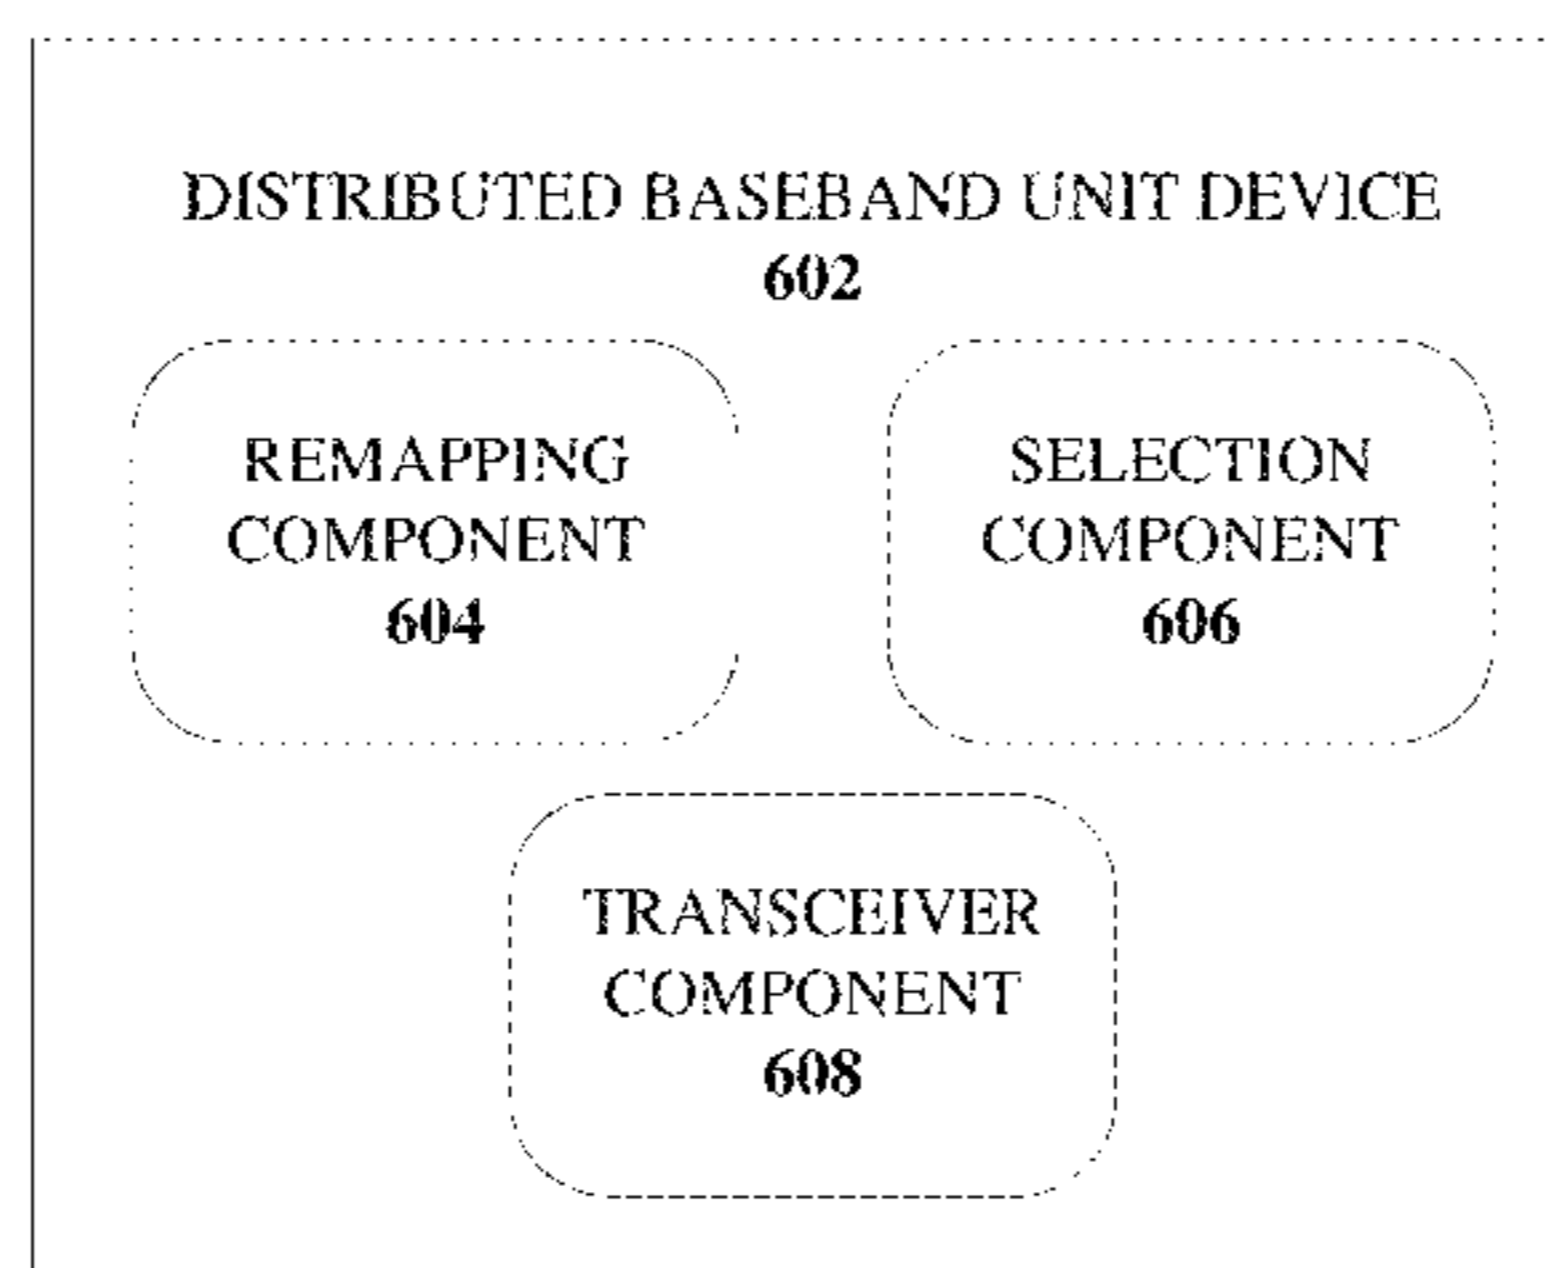 DISTRIBUTED BASEBAND UNIT DEVICE
602
REMAPPING
COMPONENT
604
SELECTION
COMPONENT
606
TRANSCEIVER
COMPONENT
608